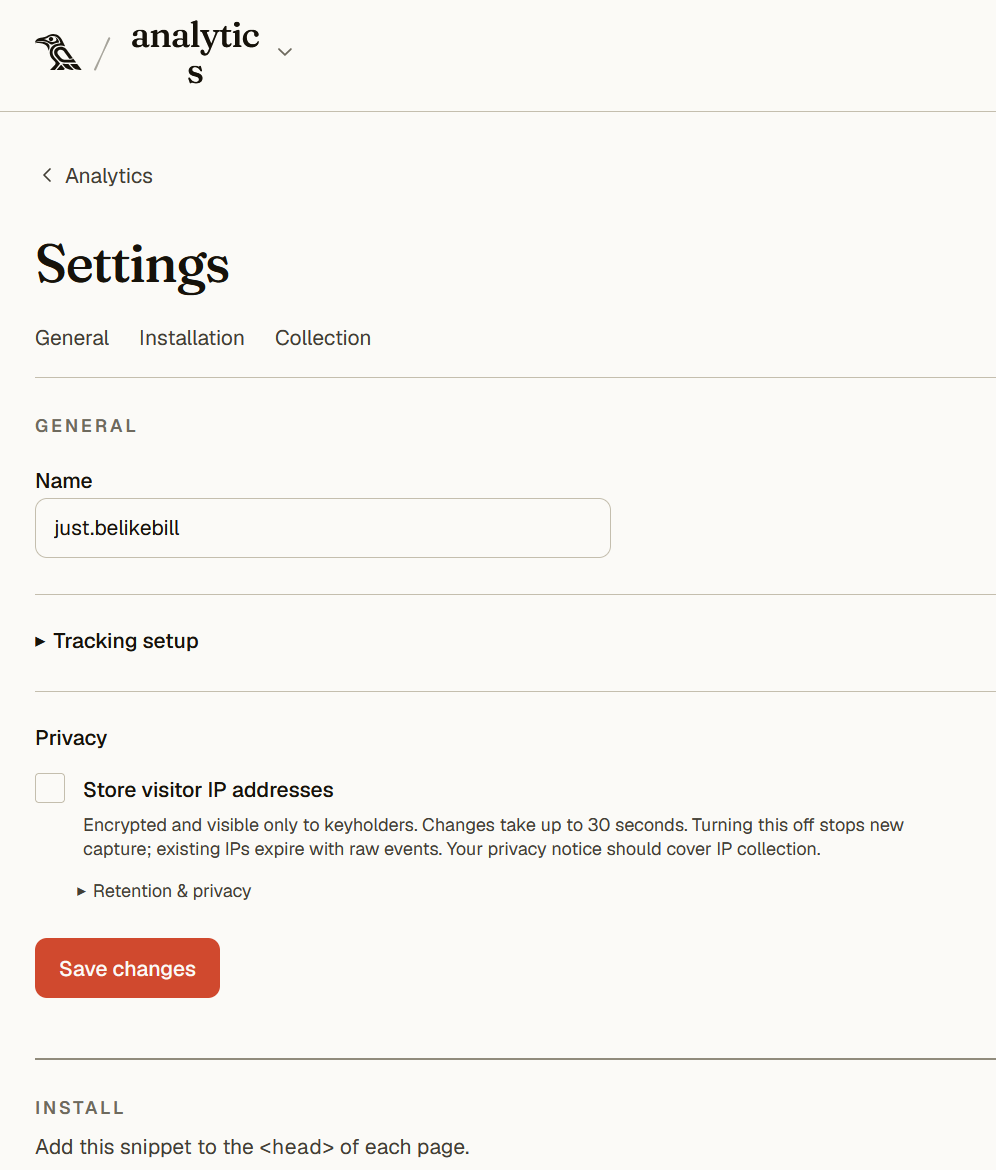 analytic
s
Analytics
Settings
General Installation Collection
GENERAL
Name
just.belikebill
Tracking setup
Privacy
Store visitor IP addresses
Encrypted and visible only to keyholders. Changes take up to 30 seconds. Turning this off stops new
capture; existing IPs expire with raw events. Your privacy notice should cover IP collection.
Retention & privacy
Save changes
INSTALL
Add this snippet to the <head> of each page.